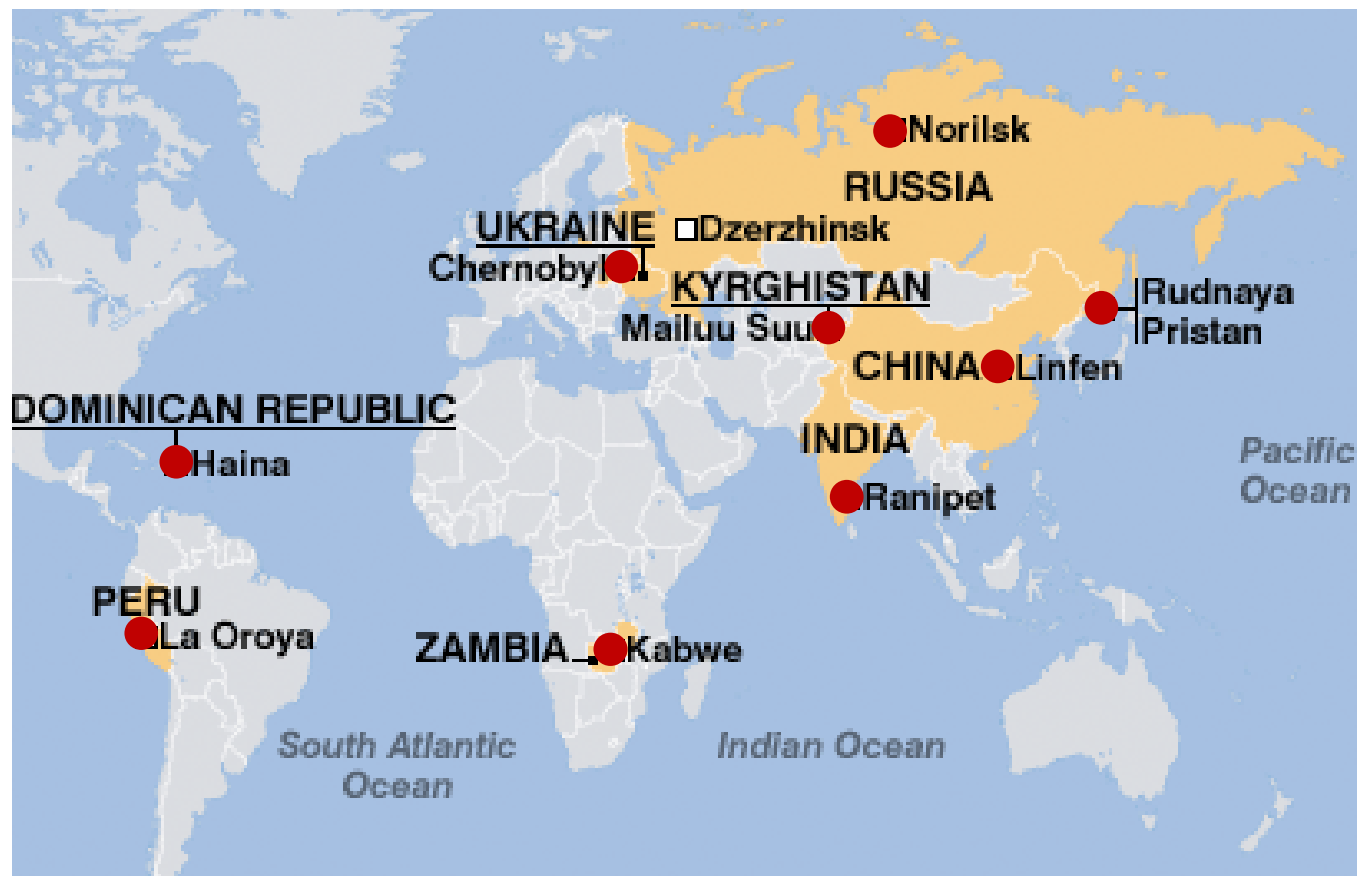 Norilsk
RUSSIA
UKRAINE
Dzerzhinsk
Chernobyl
KYRGHISTAN
Rudnaya
Pristan
Mailuu Suu
CHINA
Linfen
DOMINICAN REPUBLIC
INDIA
Haina
Pacific
Ocean
Ranipet
PERU
La Oroya
ZAMBIA
Kabwe
South Atlantic
Ocean
Indian Ocean